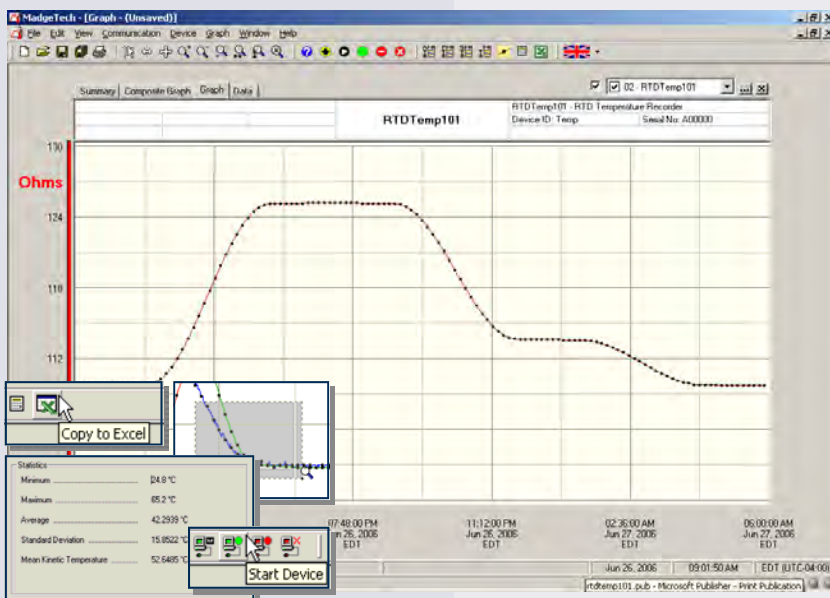 MadgeTech - [Graph - (Unsaved)]
File Edit View Communication Device Graph Window Help
Summary Composite Graph Graph Data
02 - RTDTemp101
RTDTemp101
RTDTemp101 - RTD Temperature Recorder
Device ID: Temp Serial No: A00000
130
Ohms
124
118
112
Copy to Excel
Statistics
Minimum 24.8 °C
Maximum 65.2 °C
Average 42.2939 °C
Standard Deviation 15.8522 °C
Mean Kinetic Temperature 52.6485 °C
Start Device
07:48:00 PM
Jun 26, 2006
EDT
11:12:00 PM
Jun 26, 2006
EDT
02:36:00 AM
Jun 27, 2006
EDT
06:00:00 AM
Jun 27, 2006
EDT
Jun 26, 2006 09:01:50 AM EDT (UTC-04:00)
rtdtemp101.pub - Microsoft Publisher - Print Publication